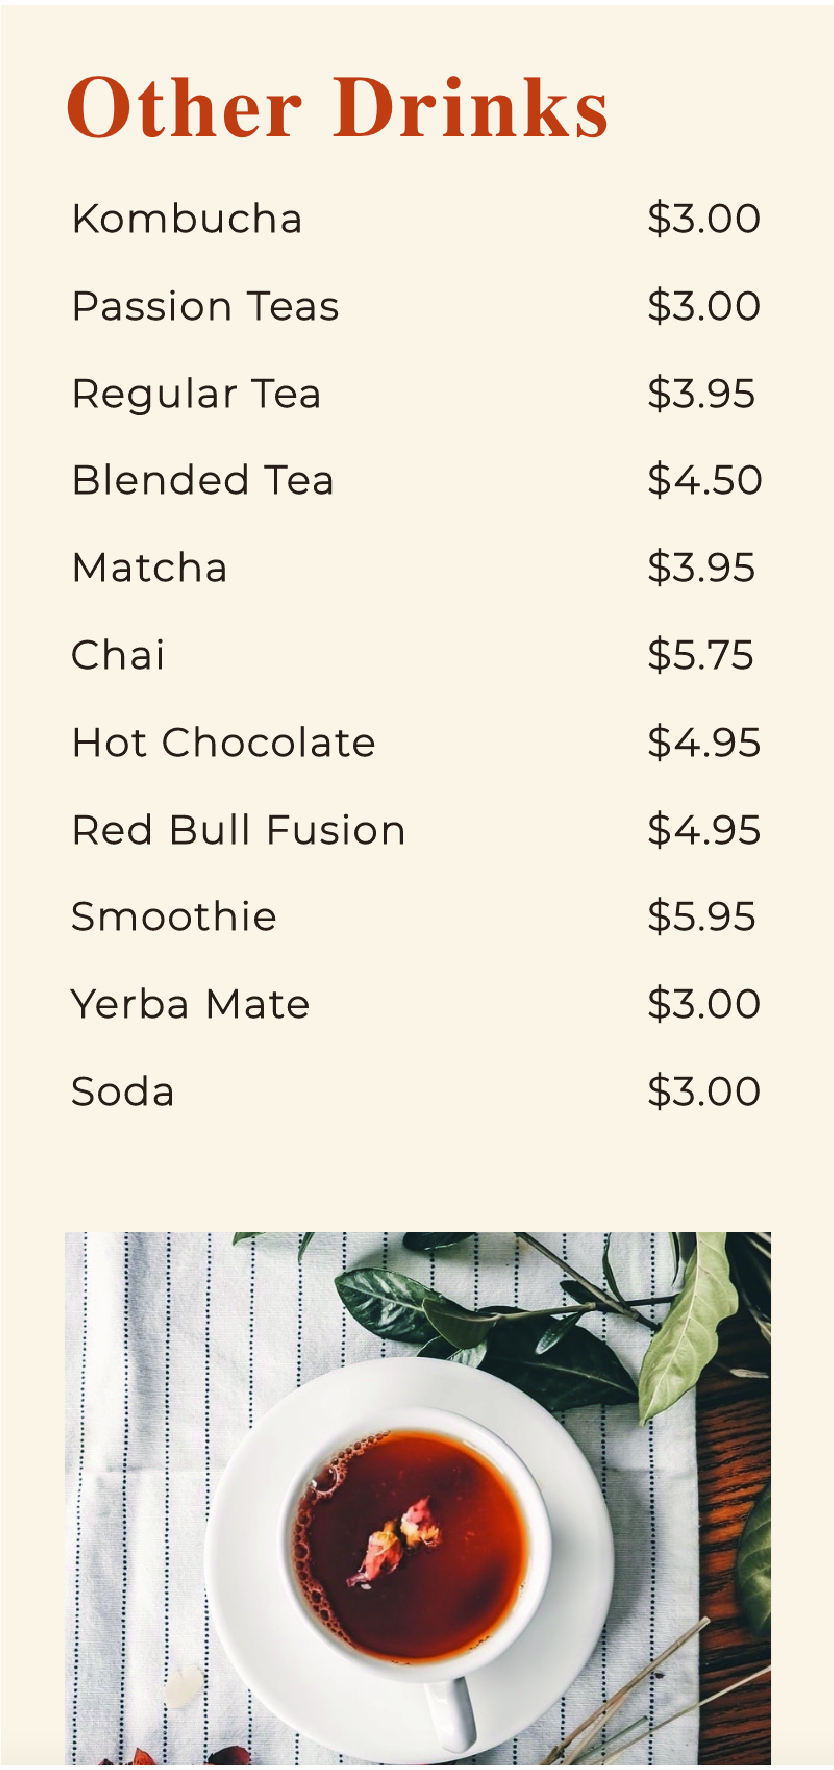 Other Drinks
Kombucha $3.00
Passion Teas $3.00
Regular Tea $3.95
Blended Tea $4.50
Matcha $3.95
Chai $5.75
Hot Chocolate $4.95
Red Bull Fusion $4.95
Smoothie $5.95
Yerba Mate $3.00
Soda $3.00